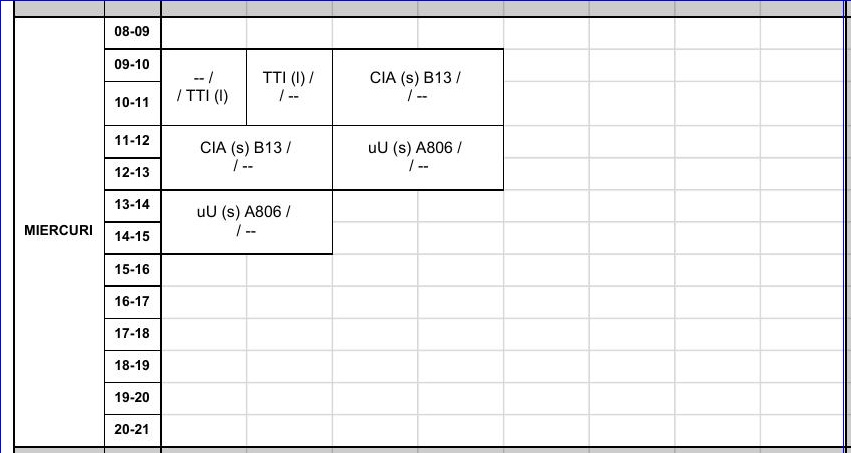 MIERCURI
08-09
09-10
10-11
11-12
12-13
13-14
14-15
15-16
16-17
17-18
18-19
19-20
20-21
-- /
/ TTI (l)
TTI (l) /
/ --
CIA (s) B13 /
/ --
CIA (s) B13 /
/ --
uU (s) A806 /
/ --
uU (s) A806 /
/ --